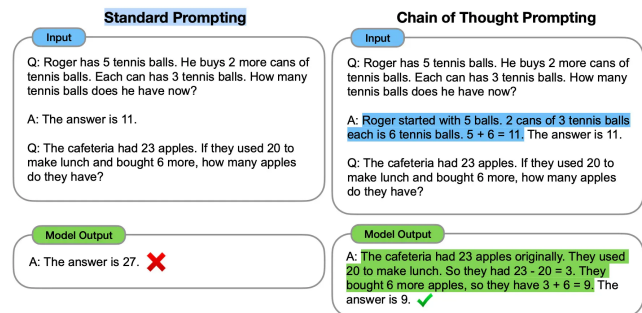 Standard Prompting
Input
Q: Roger has 5 tennis balls. He buys 2 more cans of
tennis balls. Each can has 3 tennis balls. How many
tennis balls does he have now?
A: The answer is 11.
Q: The cafeteria had 23 apples. If they used 20 to
make lunch and bought 6 more, how many apples
do they have?
Model Output
A: The answer is 27.
Chain of Thought Prompting
Input
Q: Roger has 5 tennis balls. He buys 2 more cans of
tennis balls. Each can has 3 tennis balls. How many
tennis balls does he have now?
A: Roger started with 5 balls. 2 cans of 3 tennis balls
each is 6 tennis balls. 5 + 6 = 11. The answer is 11.
Q: The cafeteria had 23 apples. If they used 20 to
make lunch and bought 6 more, how many apples
do they have?
Model Output
A: The cafeteria had 23 apples originally. They used
20 to make lunch. So they had 23 - 20 = 3. They
bought 6 more apples, so they have 3 + 6 = 9. The
answer is 9.